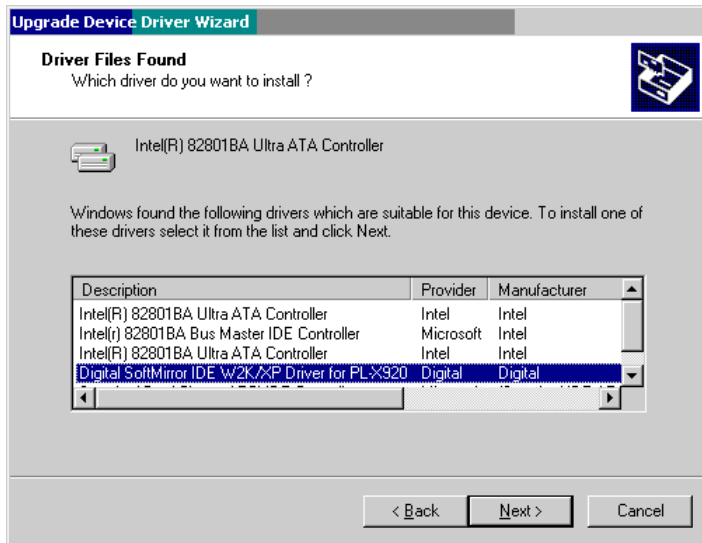 Upgrade Device Driver Wizard
Driver Files Found
Which driver do you want to install ?
Intel(R) 82801BA Ultra ATA Controller
Windows found the following drivers which are suitable for this device. To install one of
these drivers select it from the list and click Next.
Description Provider Manufacturer
Intel(R) 82801BA Ultra ATA Controller Intel Intel
Intel(r) 82801BA Bus Master IDE Controller Microsoft Intel
Intel(R) 82801BA Ultra ATA Controller Intel Intel
Digital SoftMirror IDE W2K/XP Driver for PL-X920 Digital Digital
< Back Next > Cancel